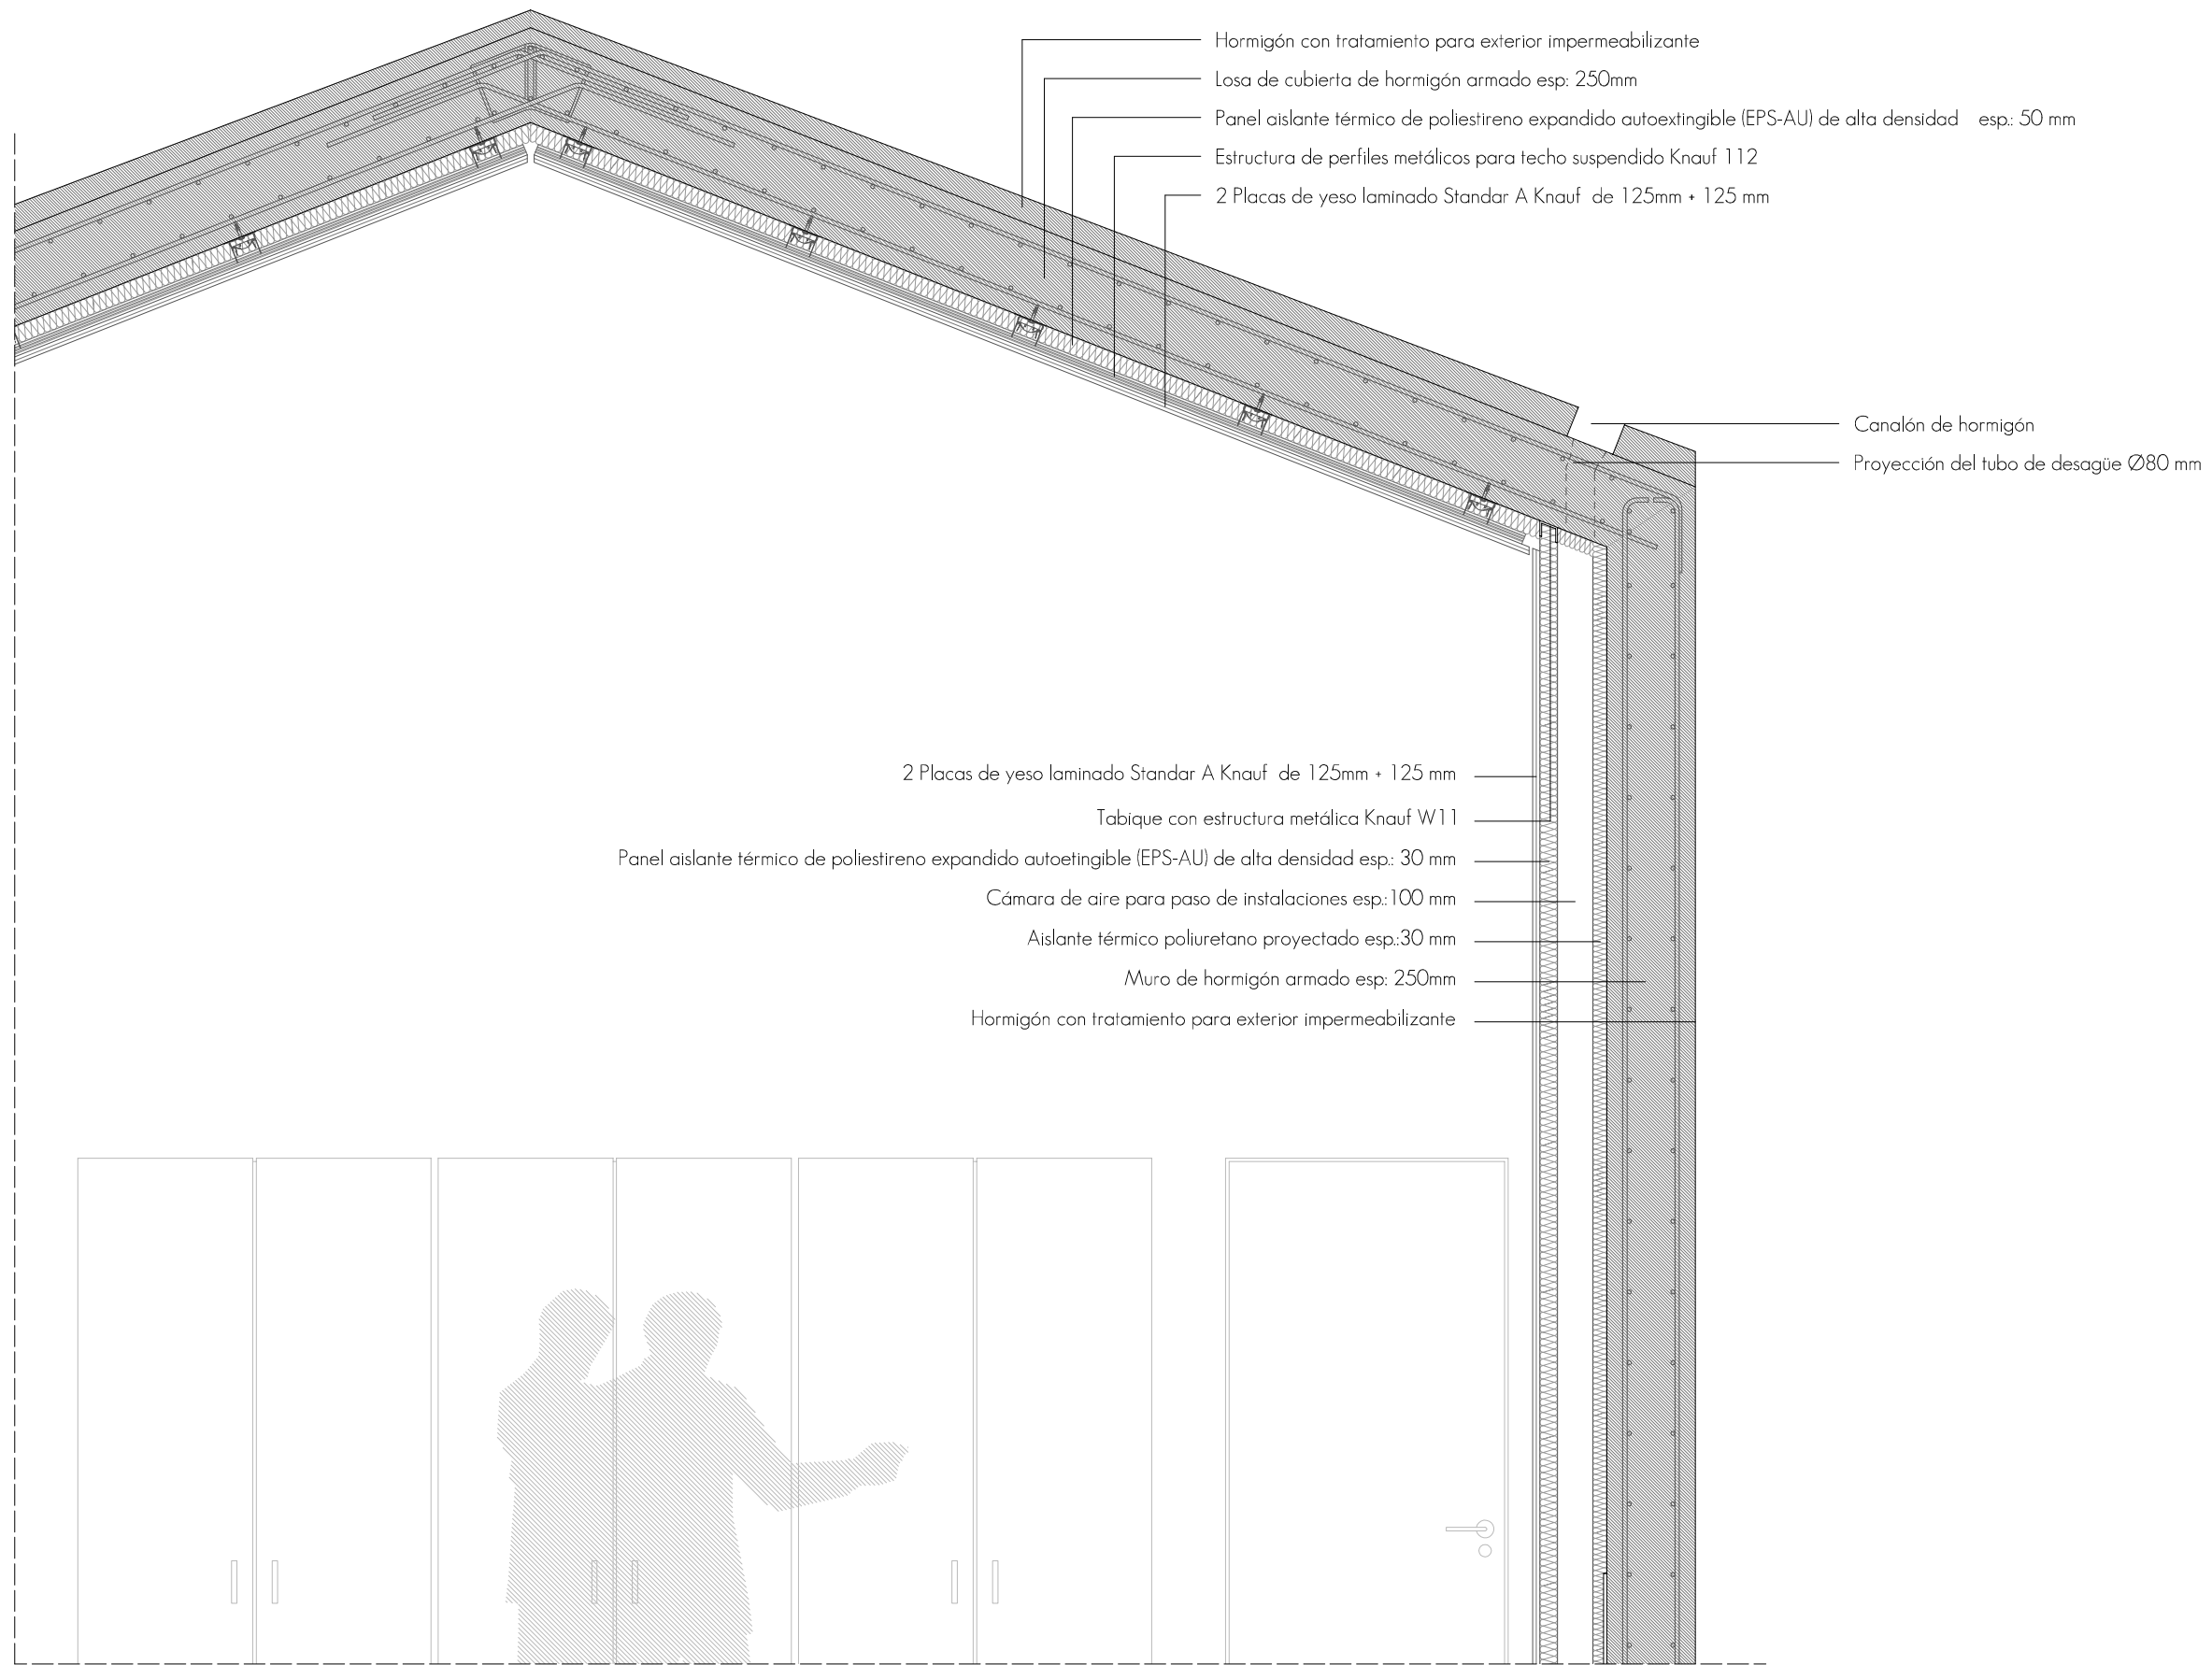 Hormigón con tratamiento para exterior impermeabilizante
Losa de cubierta de hormigón armado esp: 250mm
Panel aislante térmico de poliestireno expandido autoextingible (EPS-AU) de alta densidad esp.: 50 mm
Estructura de perfiles metálicos para techo suspendido Knauf 112
2 Placas de yeso laminado Standar A Knauf de 125mm + 125 mm
Canalón de hormigón
Proyección del tubo de desagüe Ø80 mm
2 Placas de yeso laminado Standar A Knauf de 125mm + 125 mm
Tabique con estructura metálica Knauf W11
Panel aislante térmico de poliestireno expandido autoetingible (EPS-AU) de alta densidad esp.: 30 mm
Cámara de aire para paso de instalaciones esp.:100 mm
Aislante térmico poliuretano proyectado esp.:30 mm
Muro de hormigón armado esp: 250mm
Hormigón con tratamiento para exterior impermeabilizante